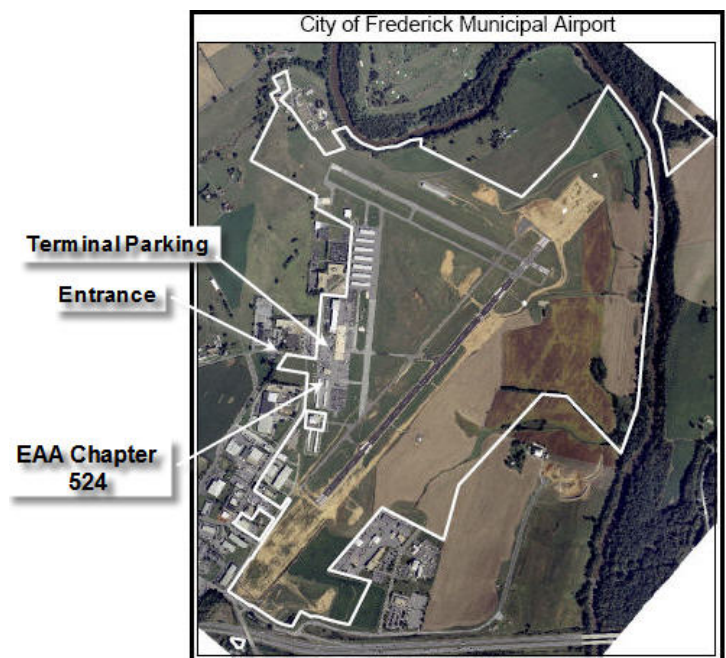 City of Frederick Municipal Airport
Terminal Parking
Entrance
EAA Chapter
524